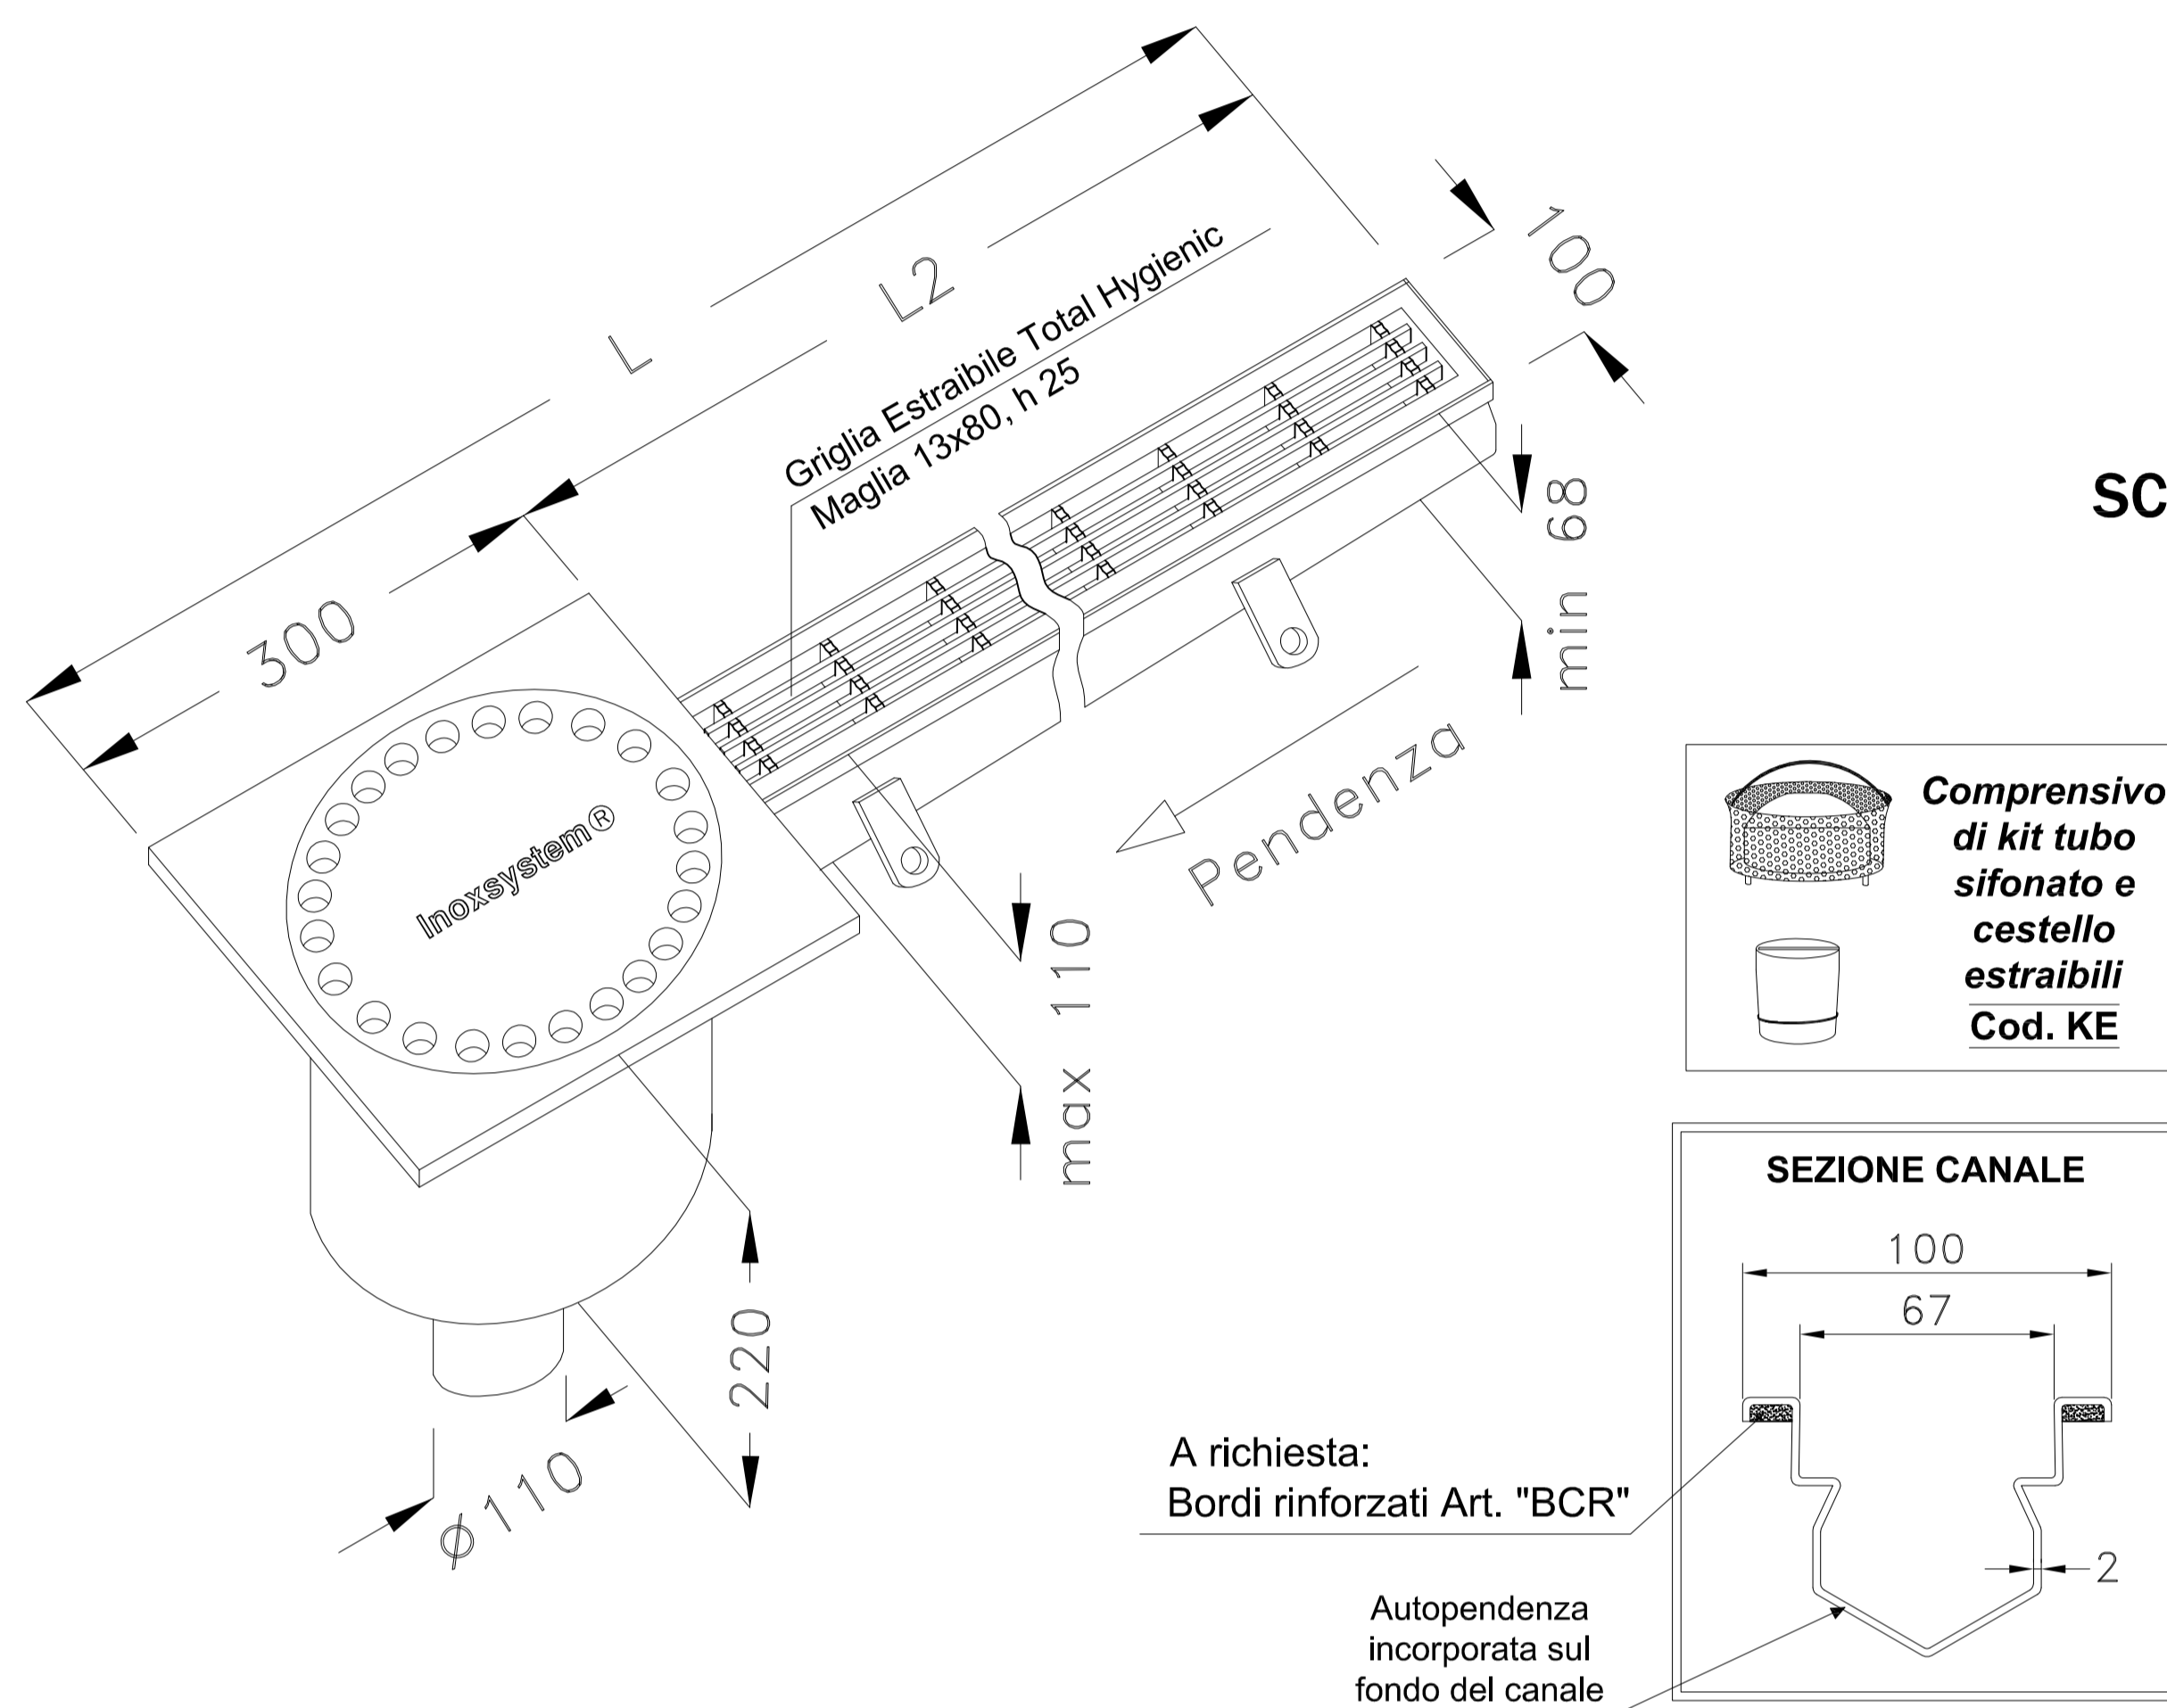 L
L2
100
Griglia Estraibile Total Hygienic
Maglia 13x80, h 25
300
min 68
SC
Pendenza
Inoxsystem®
max 110
220
Ø110
Comprensivo
di kit tubo
sifonato e
cestello
estraibili
Cod. KE
SEZIONE CANALE
100
67
2
A richiesta:
Bordi rinforzati Art. "BCR"
Autopendenza
incorporata sul
fondo del canale